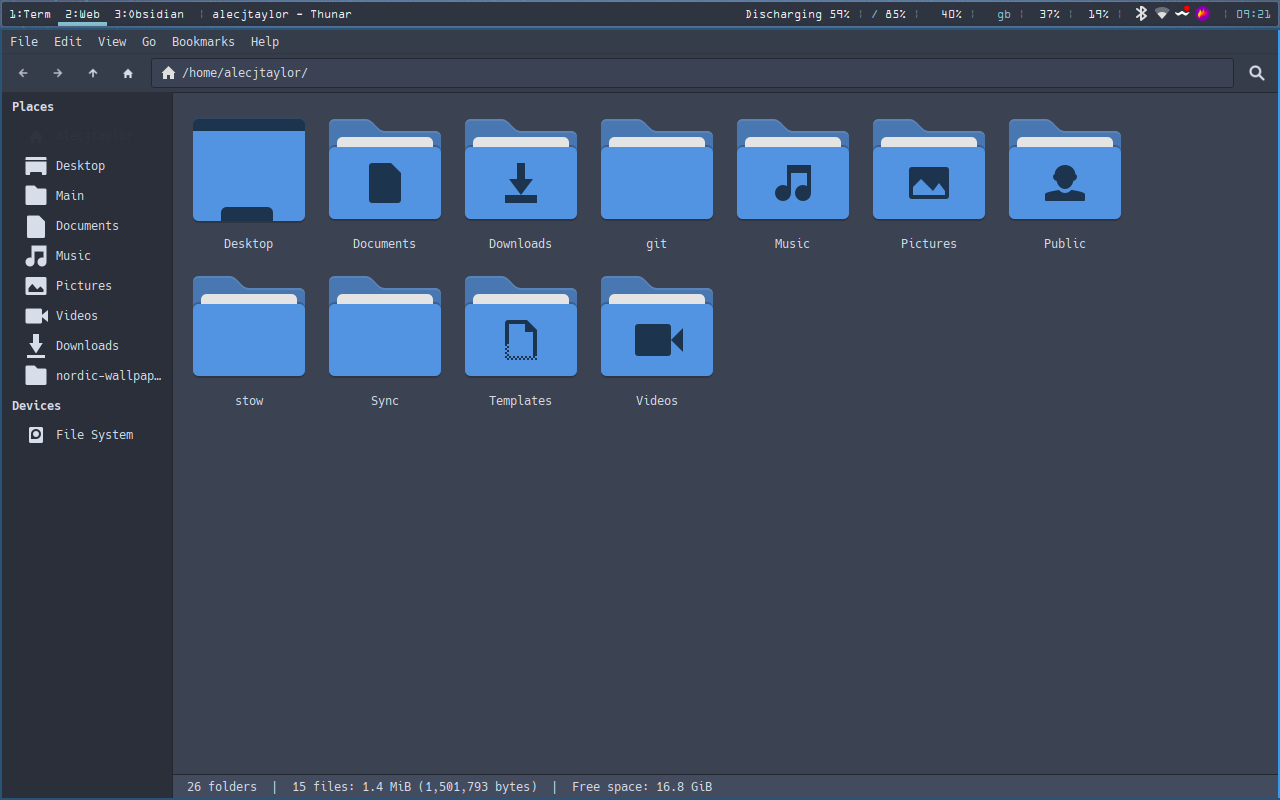 1:Term 2:Web 3:Obsidian ¦ alecjtaylor - Thunar Discharging 59% ¦ / 85% ¦ 40% ¦ gb ¦ 37% ¦ 19% ¦ ¦ 09:21
File Edit View Go Bookmarks Help
/home/alecjtaylor/
Places
Desktop
Main
Documents
Music
Pictures
Videos
Downloads
nordic-wallpap…
Devices
File System
Desktop Documents Downloads git Music Pictures Public
stow Sync Templates Videos
26 folders | 15 files: 1.4 MiB (1,501,793 bytes) | Free space: 16.8 GiB